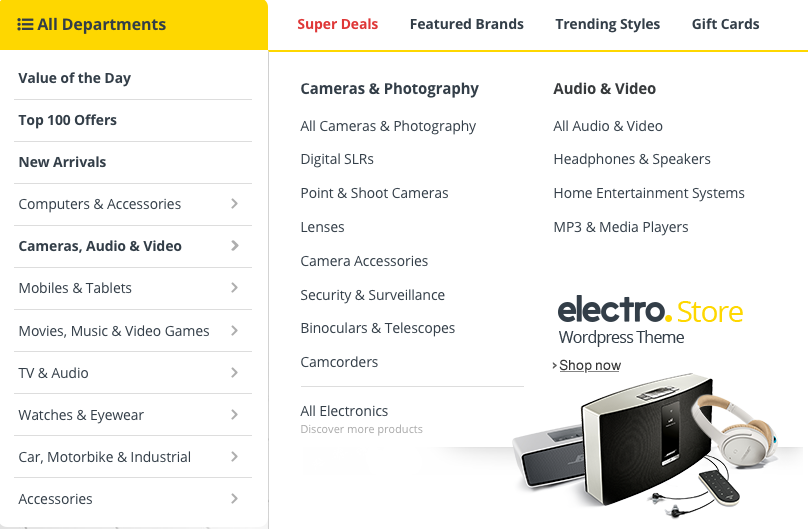 All Departments
Super Deals
Featured Brands
Trending Styles
Gift Cards
Value of the Day
Top 100 Offers
New Arrivals
Computers & Accessories
Cameras, Audio & Video
Mobiles & Tablets
Movies, Music & Video Games
TV & Audio
Watches & Eyewear
Car, Motorbike & Industrial
Accessories
Cameras & Photography
All Cameras & Photography
Digital SLRs
Point & Shoot Cameras
Lenses
Camera Accessories
Security & Surveillance
Binoculars & Telescopes
Camcorders
All Electronics
Discover more products
Audio & Video
All Audio & Video
Headphones & Speakers
Home Entertainment Systems
MP3 & Media Players
electro.Store
Wordpress Theme
Shop now